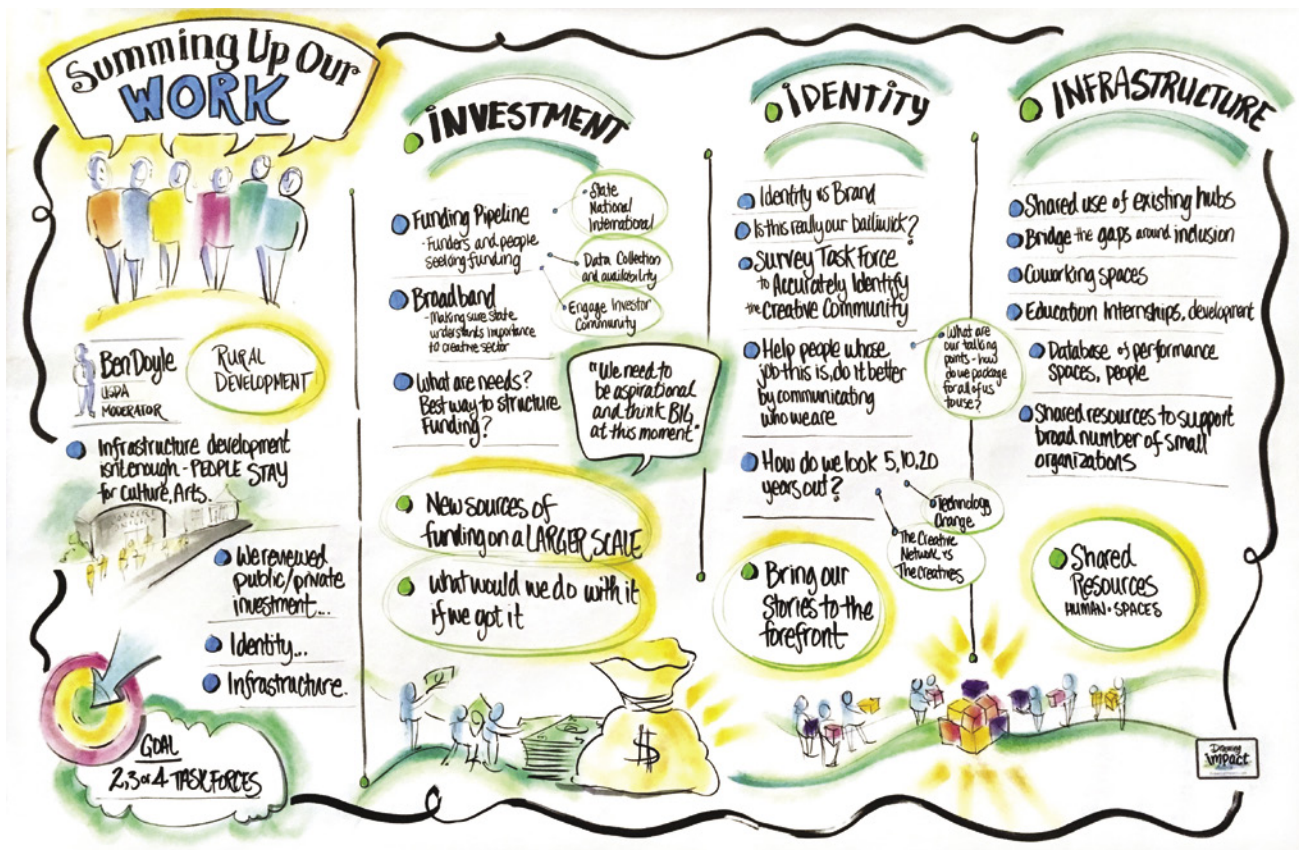 Summing Up Our
WORK
Ben Doyle
USDA
MODERATOR
RURAL
DEVELOPMENT
Infrastructure development
isn't enough - PEOPLE STAY
for Culture, Arts.
We reviewed
public/private
investment...
Identity...
Infrastructure.
GOAL
2,3 or 4 TASK FORCES
INVESTMENT
Funding Pipeline
- Funders and people
seeking funding
State
National
International
Data Collection
and availability
Engage Investor
Community
Broadband
- Making sure state
understands importance
to creative sector
What are needs?
Best way to structure
Funding?
"We need to
be aspirational
and think BIG,
at this moment"
New sources of
funding on a LARGER SCALE
what would we do with it
if we got it
$
IDENTITY
Identity vs Brand
Is this really our bailiwick?
Survey Task Force
to Accurately Identify
the Creative Community
Help people whose
job this is, do it better
by communicating
who we are
What are
our talking
points - how
do we package
for all of us
to use?
How do we look 5,10,20
years out?
Technology
Change
The Creative
Network vs
The Creatives
Bring our
stories to the
forefront
INFRASTRUCTURE
Shared use of existing hubs
Bridge the gaps around inclusion
Coworking spaces
Education Internships, development
Database of performance
spaces, people
Shared resources to support
broad number of small
organizations
Shared
Resources
HUMAN • SPACES
Drawing
impact